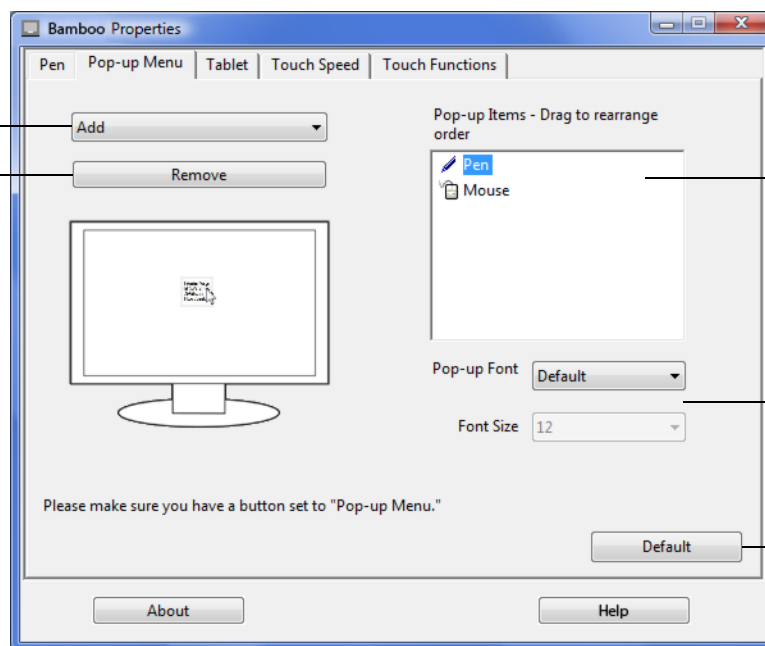 Bamboo Properties
Pen Pop-up Menu Tablet Touch Speed Touch Functions
Add
Remove
Pop-up Items - Drag to rearrange
order
Pen
Mouse
Pop-up Font Default
Font Size 12
Please make sure you have a button set to "Pop-up Menu."
Default
About Help